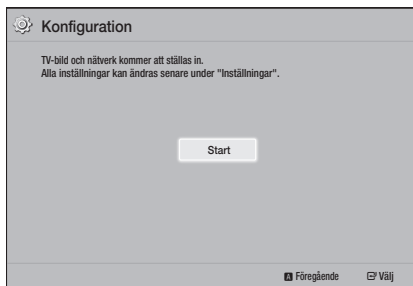 Konfiguration
TV-bild och nätverk kommer att ställas in.
Alla inställningar kan ändras senare under "Inställningar".
Start
A Föregående Välj